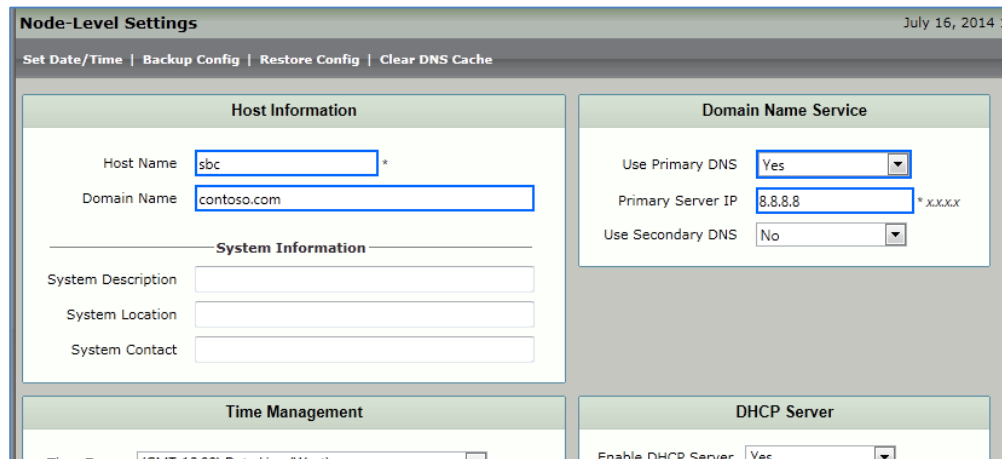 Node-Level Settings
July 16, 2014
Set Date/Time | Backup Config | Restore Config | Clear DNS Cache
Host Information
Host Name sbc *
Domain Name contoso.com
System Information
System Description
System Location
System Contact
Domain Name Service
Use Primary DNS Yes
Primary Server IP 8.8.8.8 * x.x.x.x
Use Secondary DNS No
Time Management
DHCP Server
Enable DHCP Server Yes